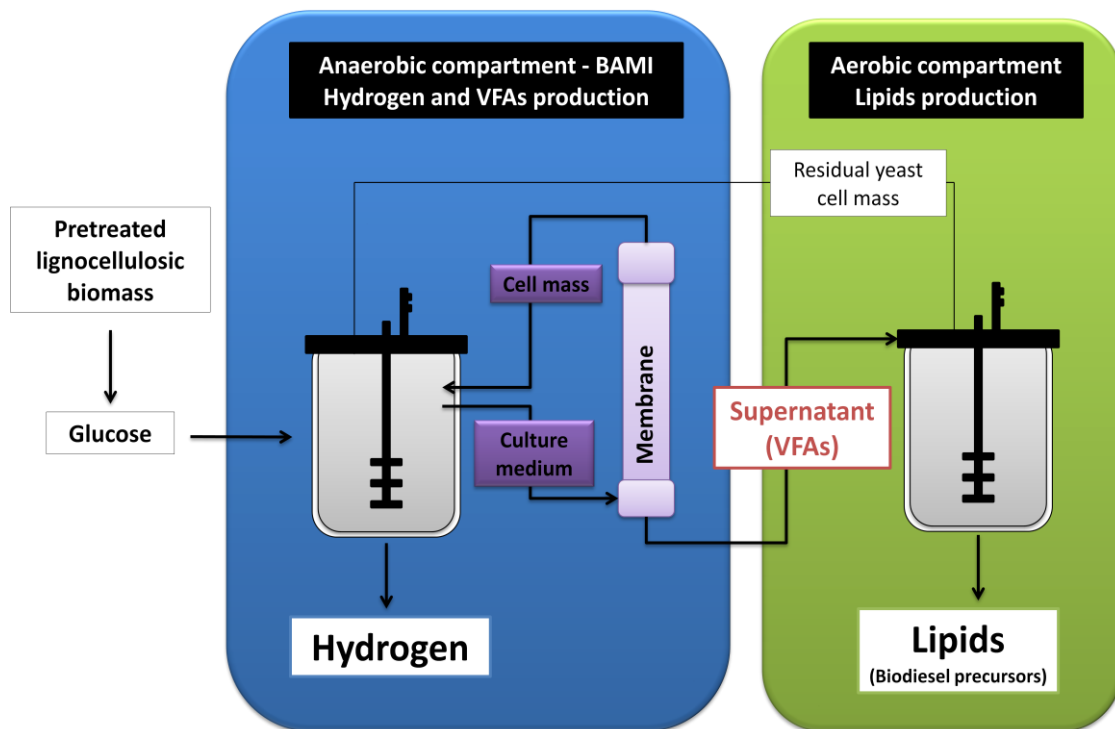 Anaerobic compartment - BAMI
Hydrogen and VFAs production
Aerobic compartment
Lipids production
Residual yeast
cell mass
Pretreated
lignocellulosic
biomass
Cell mass
Membrane
Glucose
Culture
medium
Supernatant
(VFAs)
Hydrogen
Lipids
(Biodiesel precursors)